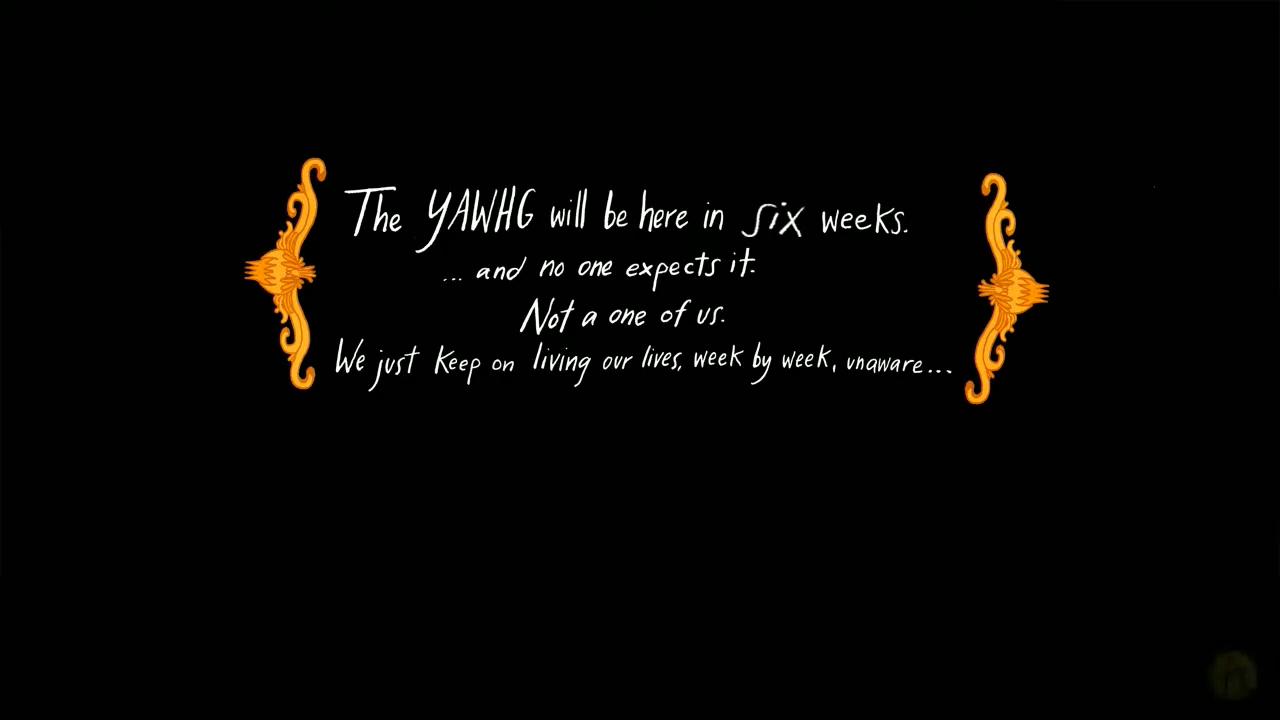 The YAWHG will be here in six weeks.
... and no one expects it.
Not a one of us.
We just keep on living our lives, week by week, unaware...